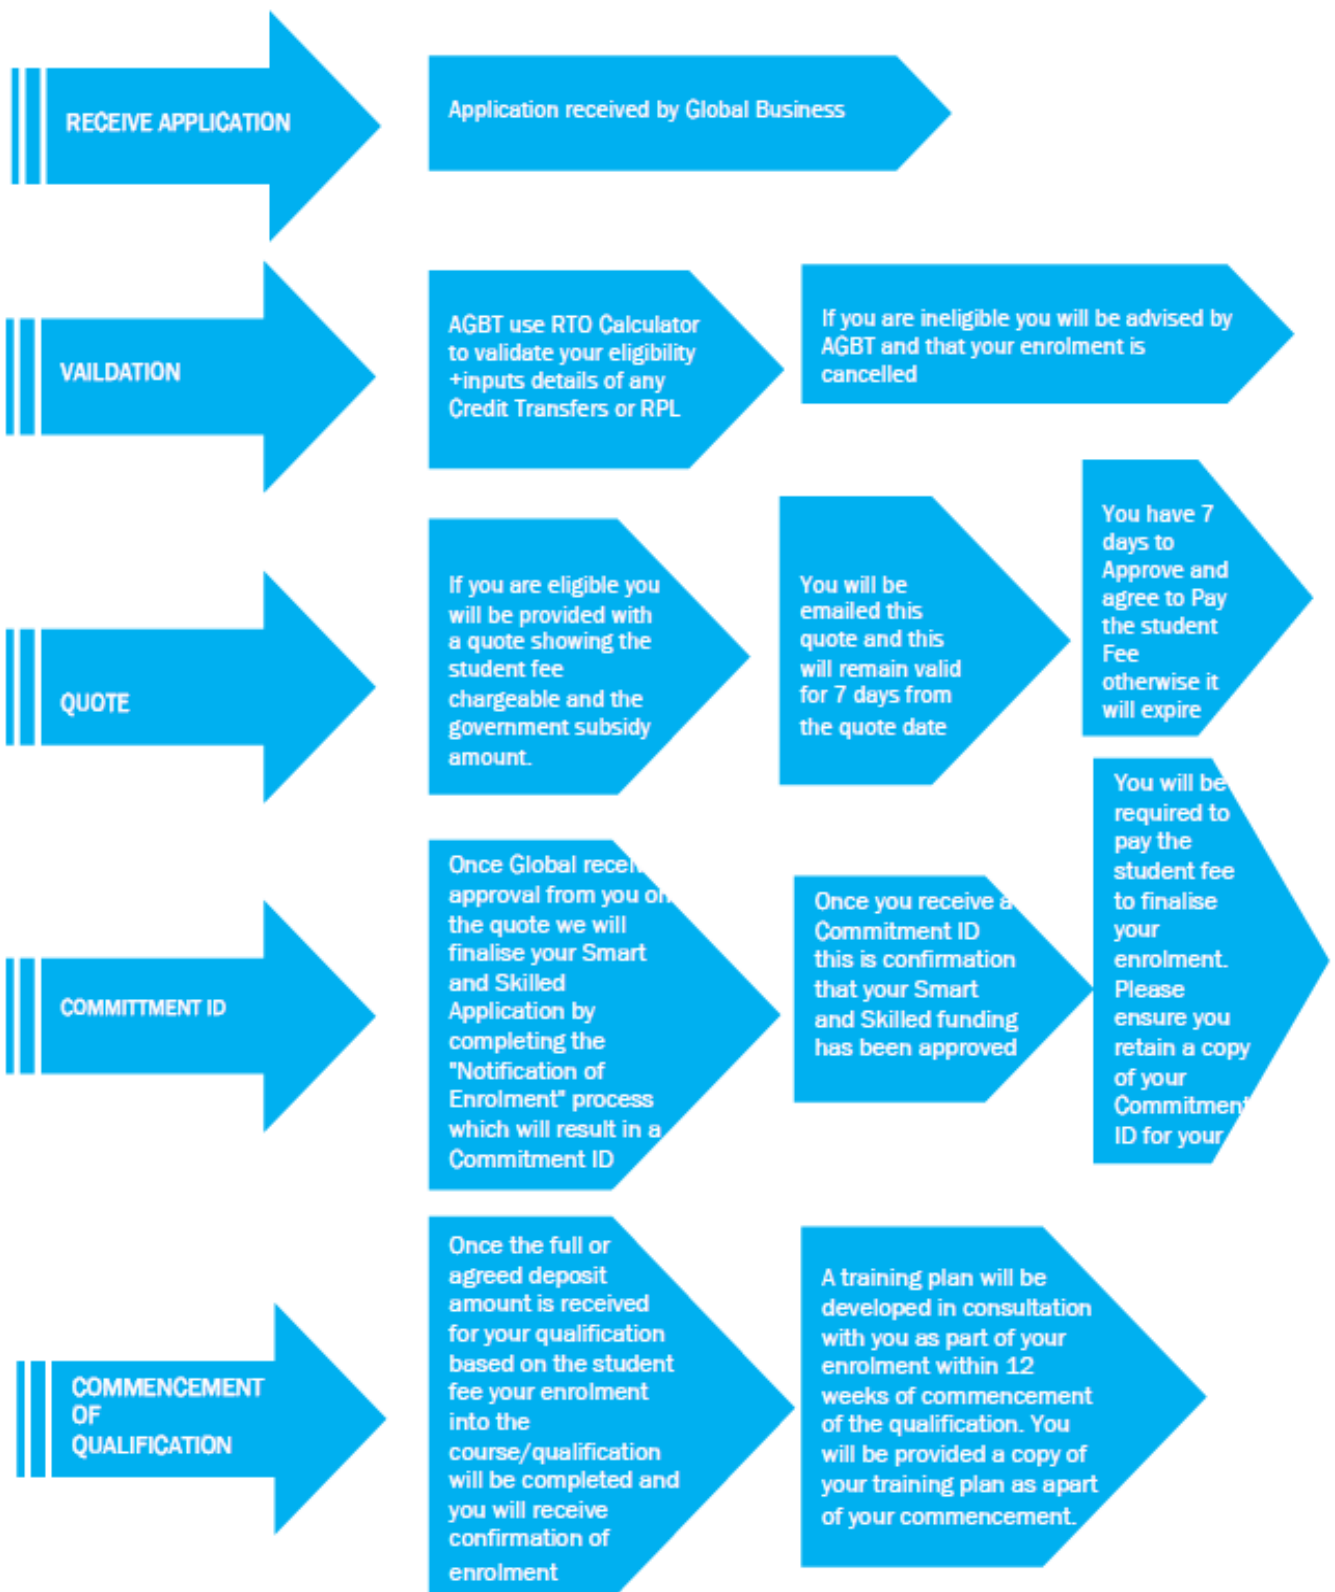 RECEIVE APPLICATION
Application received by Global Business
VAILDATION
AGBT use RTO Calculator
to validate your eligibility
+inputs details of any
Credit Transfers or RPL
If you are ineligible you will be advised by
AGBT and that your enrolment is
cancelled
QUOTE
If you are eligible you
will be provided with
a quote showing the
student fee
chargeable and the
government subsidy
amount.
You will be
emailed this
quote and this
will remain valid
for 7 days from
the quote date
You have 7
days to
Approve and
agree to Pay
the student
Fee
otherwise it
will expire
COMMITTMENT ID
Once Global
approval from you on
the quote we will
finalise your Smart
and Skilled
Application by
completing the
"Notification of
Enrolment" process
which will result in a
Commitment ID
Once you receive a
Commitment ID
this is confirmation
that your Smart
and Skilled funding
has been approved
You will be
required to
pay the
student fee
to finalise
your
enrolment.
Please
ensure you
retain a copy
of your
Commitment
ID for your
COMMENCEMENT
OF
QUALIFICATION
Once the full or
agreed deposit
amount is received
for your qualification
based on the student
fee your enrolment
into the
course/qualification
will be completed and
you will receive
confirmation of
enrolment
A training plan will be
developed in consultation
with you as part of your
enrolment within 12
weeks of commencement
of the qualification. You
will be provided a copy of
your training plan as apart
of your commencement.